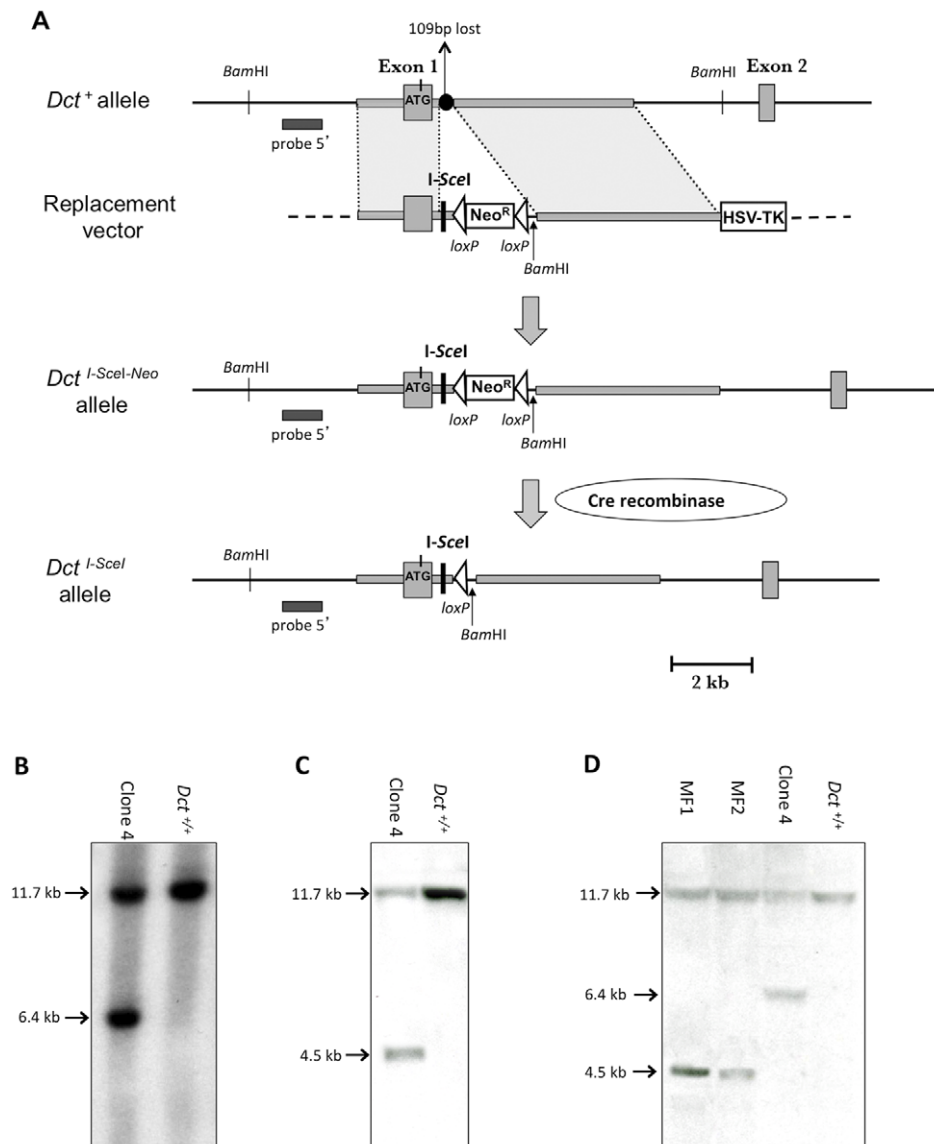 A
109bp lost
BamHI
Exon 1
BamHI
Exon 2
Dct + allele
ATG
probe 5'
I-SceI
Replacement
vector
NeoR
HSV-TK
loxP
loxP
BamHI
I-SceI
Dct I-SceI-Neo
allele
BamHI
ATG
NeoR
probe 5'
loxP
loxP
BamHI
Cre recombinase
I-SceI
Dct I-SceI
allele
BamHI
ATG
probe 5'
loxP
BamHI
2 kb
B
Clone 4
Dct +/+
11.7 kb
6.4 kb
C
Clone 4
Dct +/+
11.7 kb
4.5 kb
D
MF1
MF2
Clone 4
Dct +/+
11.7 kb
6.4 kb
4.5 kb